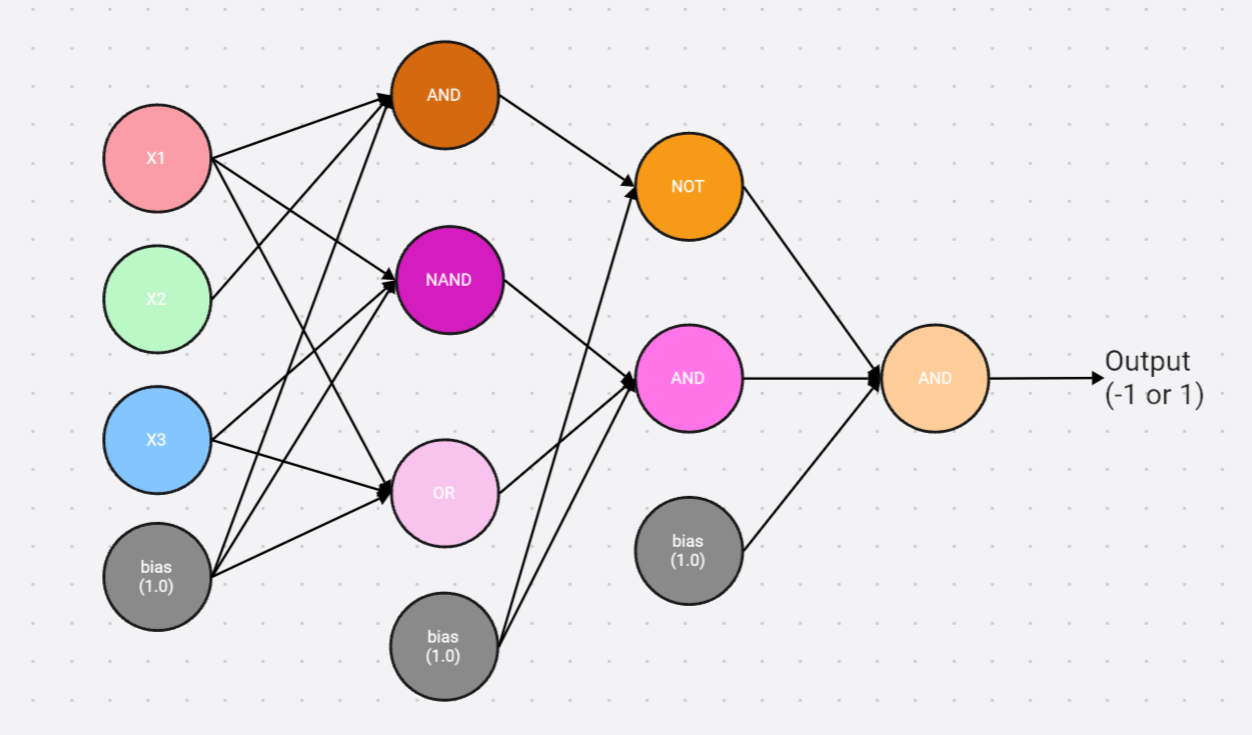 X1
X2
X3
bias
(1.0)
AND
NAND
OR
bias
(1.0)
NOT
AND
bias
(1.0)
AND
Output
(-1 or 1)